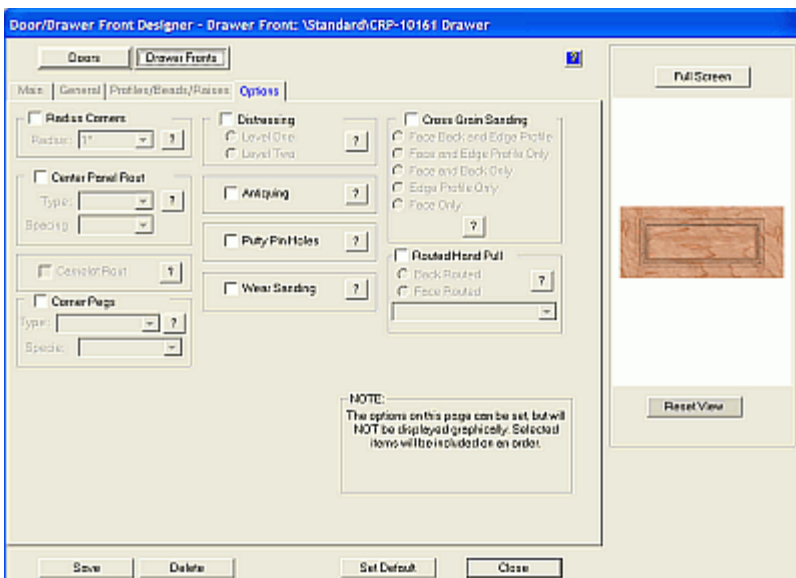 Door/Drawer Front Designer - Drawer Front: \Standard\CRP-10161 Drawer
Doors
Drawer Fronts
?
Main
General
Profiles/Beads/Raises
Options
Radius Corners
Radius: 1"
?
Center Panel Rout
Type:
?
Spacing
Camelot Rout
?
Corner Pegs
Type:
?
Specie:
Distressing
Level One
Level Two
?
Antiquing
?
Putty Pin Holes
?
Wear Sanding
?
Cross Grain Sanding
Face Back and Edge Profile
Face and Edge Profile Only
Face and Back Only
Edge Profile Only
Face Only
?
Routed Hand Pull
Back Routed
Face Routed
?
NOTE:
The options on this page can be set, but will
NOT be displayed graphically. Selected
items will be included on an order.
Full Screen
Reset View
Save
Delete
Set Default
Close